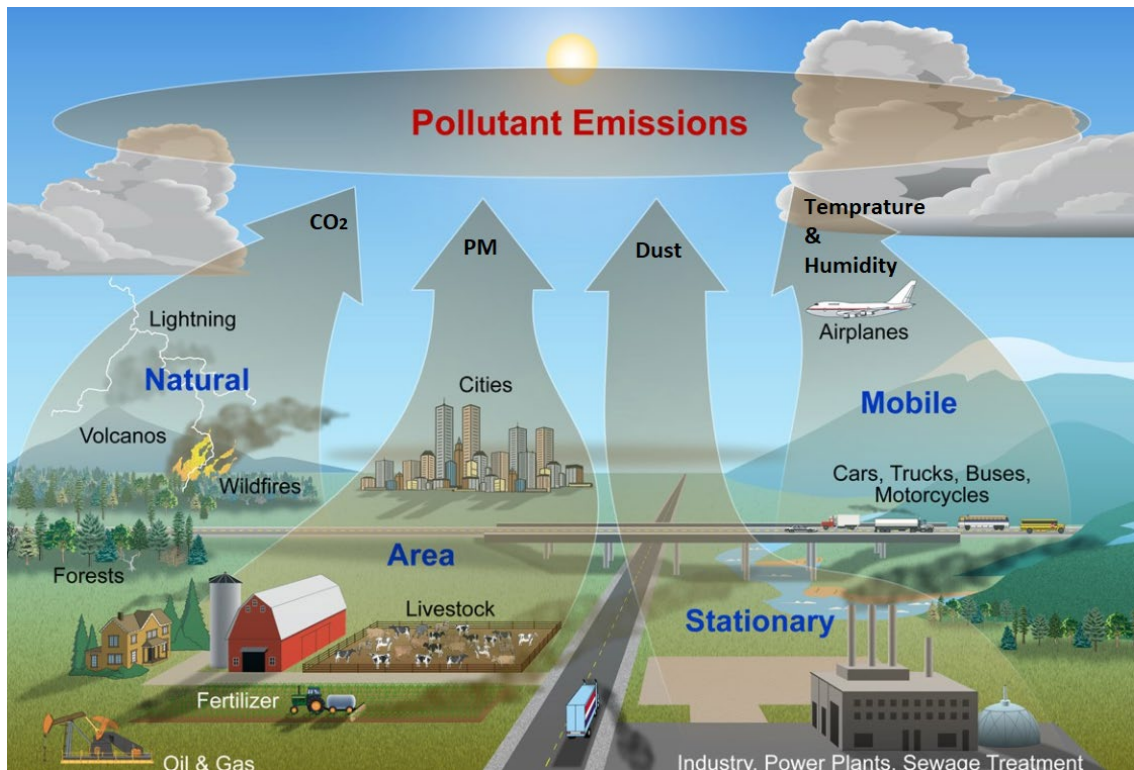 Pollutant Emissions
CO₂
PM
Dust
Temprature
&
Humidity
Lightning
Airplanes
Natural
Cities
Mobile
Volcanos
Wildfires
Cars, Trucks, Buses,
Motorcycles
Area
Forests
Livestock
Stationary
Fertilizer
Oil & Gas
Industry, Power Plants, Sewage Treatment